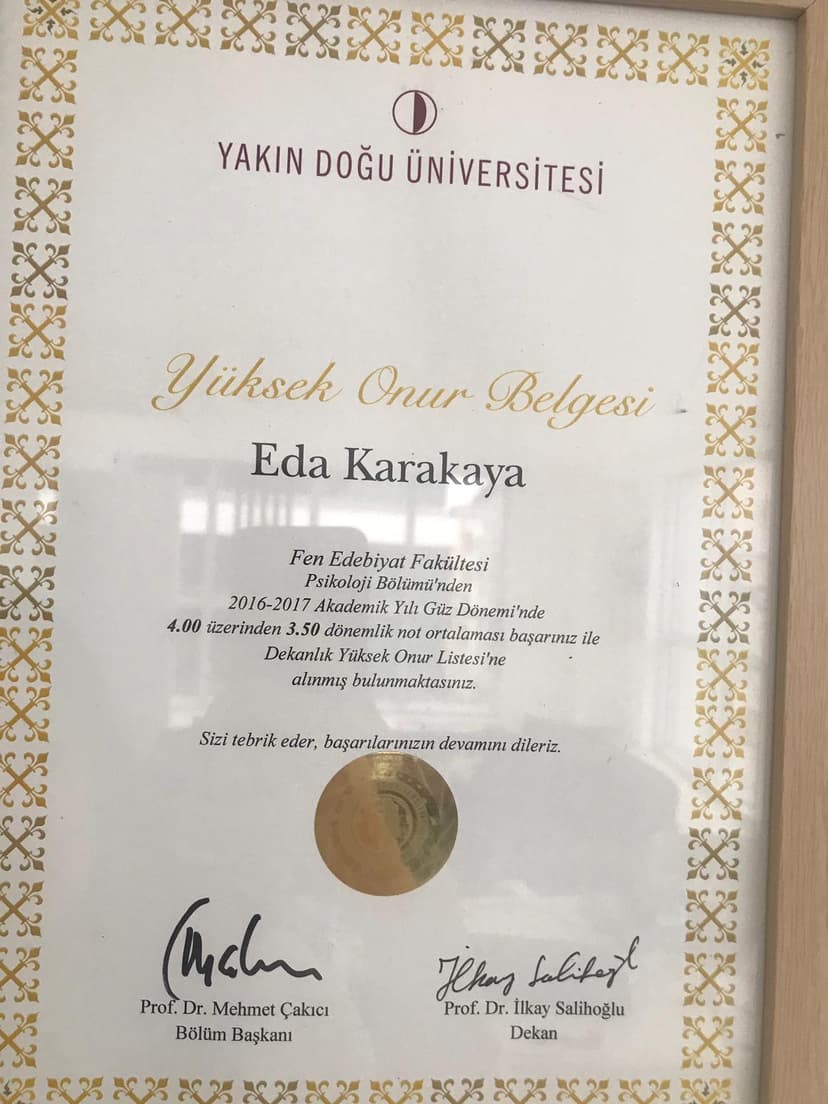 YAKIN DOĞU ÜNİVERSİTESİ
Yüksek Onur Belgesi
Eda Karakaya
Fen Edebiyat Fakültesi
Psikoloji Bölümü'nden
2016-2017 Akademik Yılı Güz Dönemi'nde
4.00 üzerinden 3.50 dönemlik not ortalaması başarınız ile
Dekanlık Yüksek Onur Listesi'ne
alınmış bulunmaktasınız.
Sizi tebrik eder, başarılarınızın devamını dileriz.
İlkay Salihoğl
Prof. Dr. Mehmet Çakıcı Prof. Dr. İlkay Salihoğlu
Bölüm Başkanı Dekan